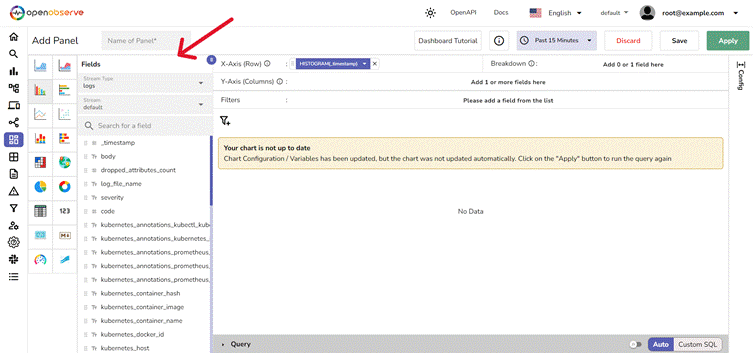 openobserve
OpenAPI
Docs
English
default
root@example.com
Add Panel
Name of Panel*
Dashboard Tutorial
Past 15 Minutes
Discard
Save
Apply
Fields
Stream Type
logs
Stream
default
Search for a field
_timestamp
body
dropped_attributes_count
log_file_name
severity
code
kubernetes_annotations_kubectl_kube
kubernetes_annotations_kubernetes_
kubernetes_annotations_prometheus_
kubernetes_annotations_prometheus_
kubernetes_annotations_prometheus_
kubernetes_container_hash
kubernetes_container_image
kubernetes_container_name
kubernetes_docker_id
kubernetes_host
123
X-Axis (Row) :
HISTOGRAM(_timestamp)
Breakdown :
Add 0 or 1 field here
Y-Axis (Columns) :
Add 1 or more fields here
Filters :
Please add a field from the list
Your chart is not up to date
Chart Configuration / Variables has been updated, but the chart was not updated automatically. Click on the "Apply" button to run the query again
No Data
Query
Auto
Custom SQL
Config